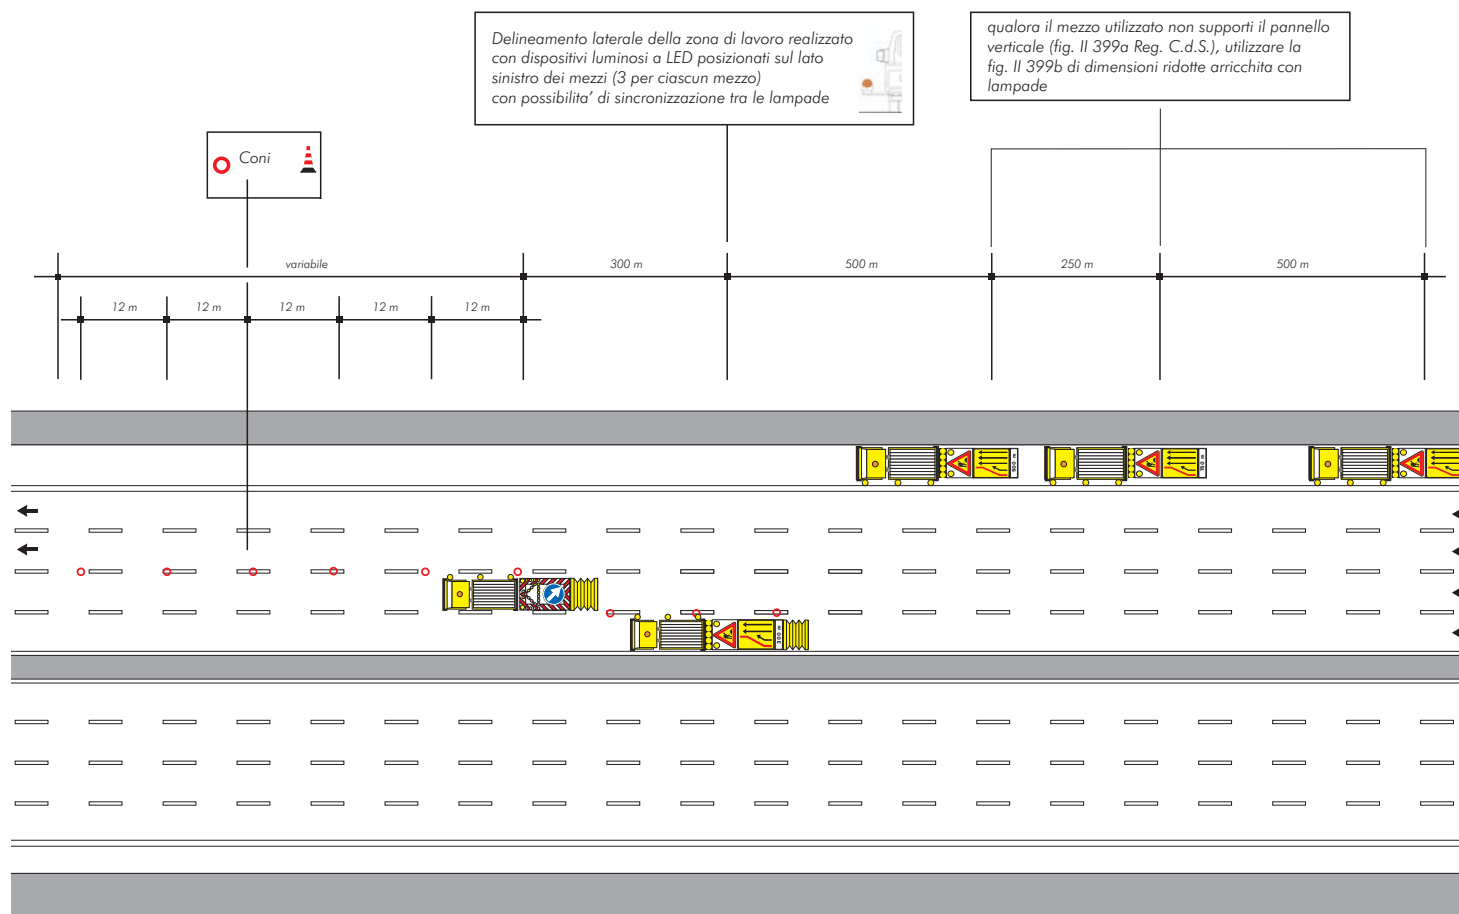 Delineamento laterale della zona di lavoro realizzato
con dispositivi luminosi a LED posizionati sul lato
sinistro dei mezzi (3 per ciascun mezzo)
con possibilita' di sincronizzazione tra le lampade
qualora il mezzo utilizzato non supporti il pannello
verticale (fig. II 399a Reg. C.d.S.), utilizzare la
fig. II 399b di dimensioni ridotte arricchita con
lampade
Coni
variabile
300 m
500 m
250 m
500 m
12 m
12 m
12 m
12 m
12 m
300 m